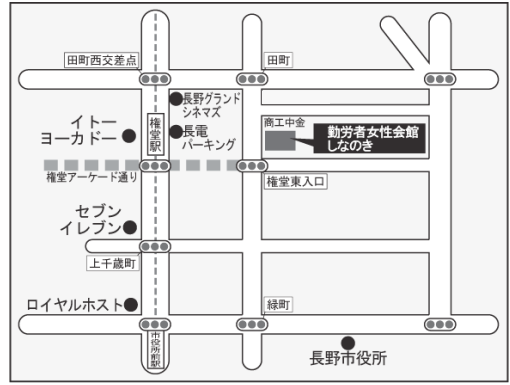 田町西交差点
田町
長野グランド
シネマズ
イトー
ヨーカドー
権堂駅
長電
パーキング
商工中金
勤労者女性会館
しなのき
権堂アーケード通り
権堂東入口
セブン
イレブン
上千歳町
ロイヤルホスト
緑町
市役所前駅
長野市役所